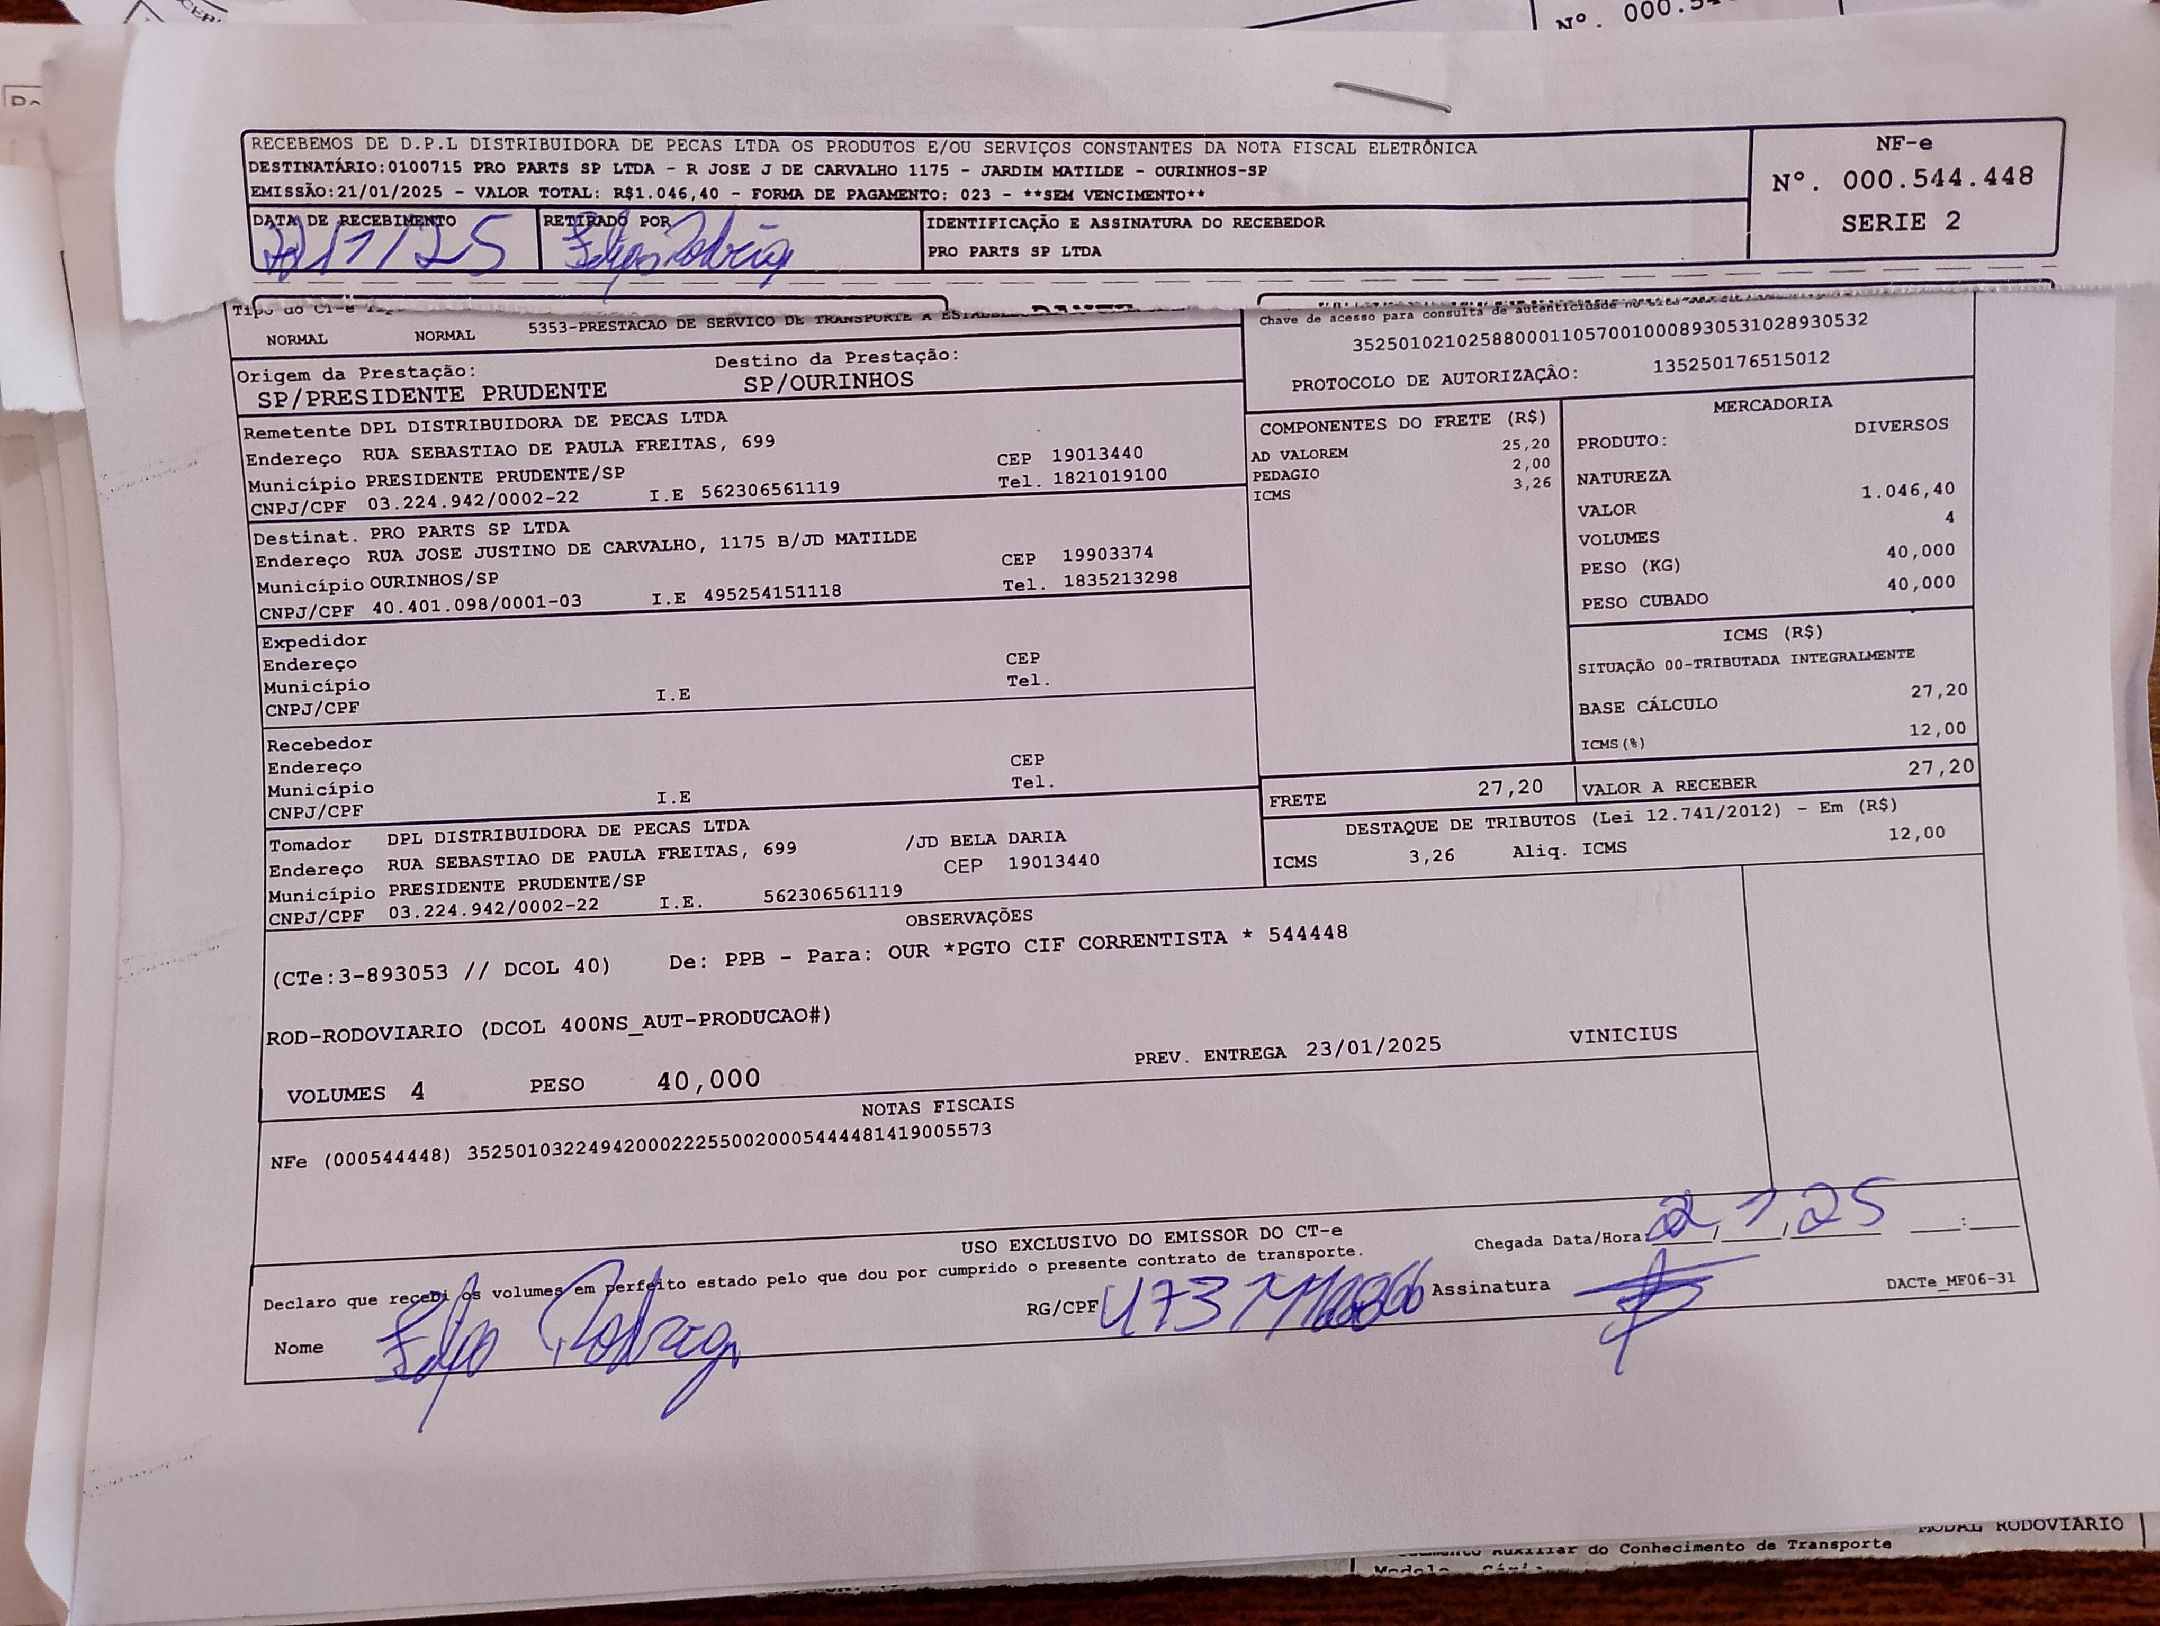 Nº. 000.54
RECEBEMOS DE D.P.L DISTRIBUIDORA DE PECAS LTDA OS PRODUTOS E/OU SERVIÇOS CONSTANTES DA NOTA FISCAL ELETRÔNICA
DESTINATÁRIO:0100715 PRO PARTS SP LTDA - R JOSE J DE CARVALHO 1175 - JARDIM MATILDE - OURINHOS-SP
EMISSÃO:21/01/2025 - VALOR TOTAL: R$1.046,40 - FORMA DE PAGAMENTO: 023 - **SEM VENCIMENTO**
NF-e
Nº. 000.544.448
SERIE 2
DATA DE RECEBIMENTO
RETIRADO POR
IDENTIFICAÇÃO E ASSINATURA DO RECEBEDOR
PRO PARTS SP LTDA
Tipo do CT-e
NORMAL NORMAL 5353-PRESTACAO DE SERVICO DE TRANSPORTE A
Chave de acesso para consulta de autenticidade no site
35250102102588000110570010008930531028930532
PROTOCOLO DE AUTORIZAÇÂO: 135250176515012
Origem da Prestação: Destino da Prestação:
SP/PRESIDENTE PRUDENTE SP/OURINHOS
Remetente DPL DISTRIBUIDORA DE PECAS LTDA
Endereço RUA SEBASTIAO DE PAULA FREITAS, 699
Município PRESIDENTE PRUDENTE/SP CEP 19013440
CNPJ/CPF 03.224.942/0002-22 I.E 562306561119 Tel. 1821019100
Destinat. PRO PARTS SP LTDA
Endereço RUA JOSE JUSTINO DE CARVALHO, 1175 B/JD MATILDE
Município OURINHOS/SP CEP 19903374
CNPJ/CPF 40.401.098/0001-03 I.E 495254151118 Tel. 1835213298
Expedidor
Endereço CEP
Município Tel.
CNPJ/CPF I.E
Recebedor
Endereço CEP
Município Tel.
CNPJ/CPF I.E
Tomador DPL DISTRIBUIDORA DE PECAS LTDA
Endereço RUA SEBASTIAO DE PAULA FREITAS, 699 /JD BELA DARIA
Município PRESIDENTE PRUDENTE/SP CEP 19013440
CNPJ/CPF 03.224.942/0002-22 I.E. 562306561119
COMPONENTES DO FRETE (R$)
AD VALOREM 25,20
PEDAGIO 2,00
ICMS 3,26
MERCADORIA
PRODUTO: DIVERSOS
NATUREZA
VALOR 1.046,40
VOLUMES 4
PESO (KG) 40,000
PESO CUBADO 40,000
ICMS (R$)
SITUAÇÃO 00-TRIBUTADA INTEGRALMENTE
BASE CÁLCULO 27,20
ICMS(%) 12,00
FRETE 27,20 VALOR A RECEBER 27,20
DESTAQUE DE TRIBUTOS (Lei 12.741/2012) - Em (R$)
ICMS 3,26 Aliq. ICMS 12,00
OBSERVAÇÕES
(CTe:3-893053 // DCOL 40) De: PPB - Para: OUR *PGTO CIF CORRENTISTA * 544448
ROD-RODOVIARIO (DCOL 400NS_AUT-PRODUCAO#)
VOLUMES 4 PESO 40,000 PREV. ENTREGA 23/01/2025 VINICIUS
NOTAS FISCAIS
NFe (000544448) 35250103224942000222550020005444481419005573
USO EXCLUSIVO DO EMISSOR DO CT-e
Declaro que recebi os volumes em perfeito estado pelo que dou por cumprido o presente contrato de transporte.
Chegada Data/Hora:
Nome
RG/CPF
Assinatura
DACTe_MF06-31
MODAL RODOVIARIO
Auxiliar do Conhecimento de Transporte